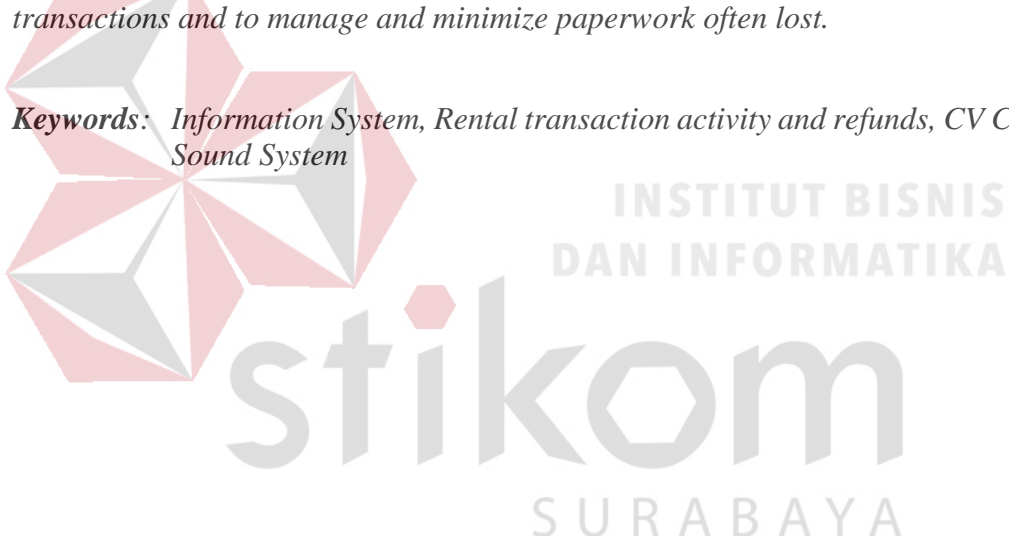 transactions and to manage and minimize paperwork often lost.
Keywords: Information System, Rental transaction activity and refunds, CV
Sound System
INSTITUT BISNIS
DAN INFORMATIKA
stikom
SURABAYA